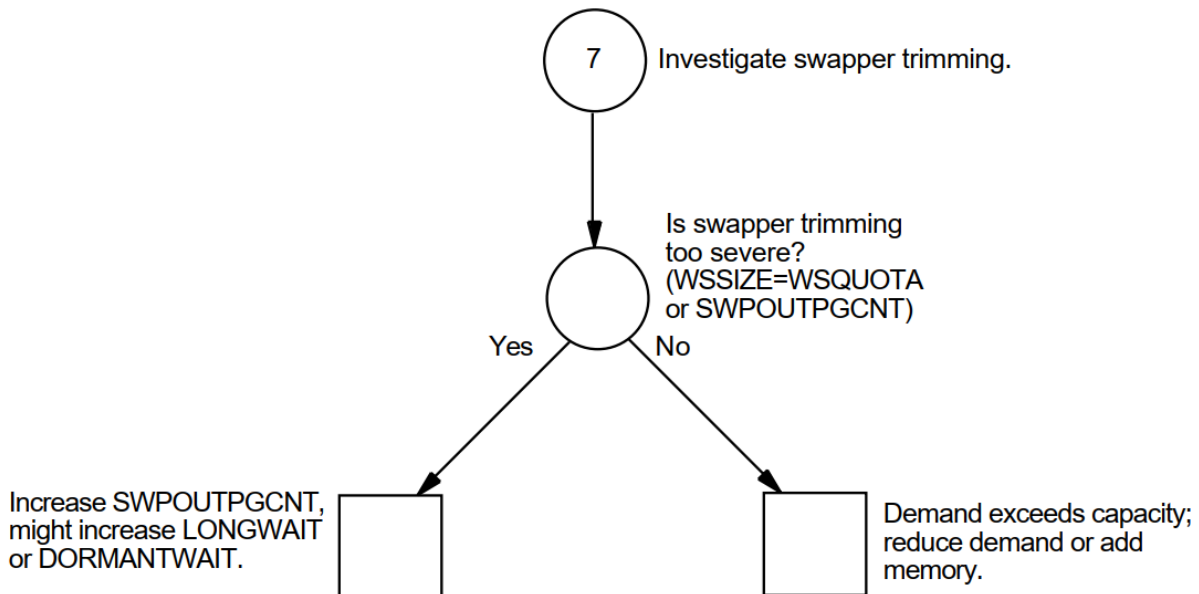 7
Investigate swapper trimming.
Is swapper trimming
too severe?
(WSSIZE=WSQUOTA
or SWPOUTPGCNT)
Yes
No
Increase SWPOUTPGCNT,
might increase LONGWAIT
or DORMANTWAIT.
Demand exceeds capacity;
reduce demand or add
memory.